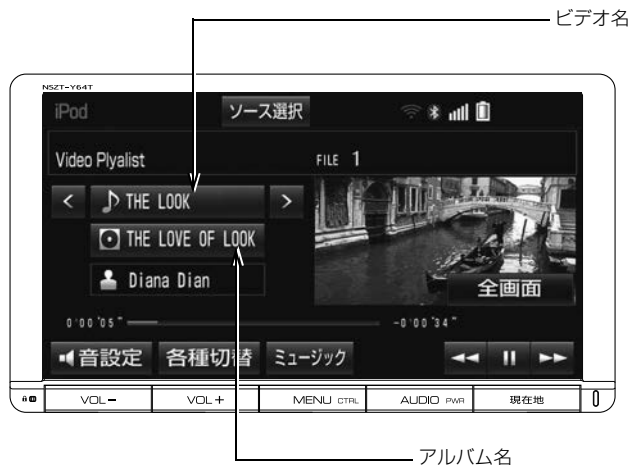 ビデオ名
NSZT-Y64T
iPod
ソース選択
Video Plyalist
FILE 1
< THE LOOK >
THE LOVE OF LOOK
Diana Dian
全画面
0'00'05"
-0'00'34"
音設定 各種切替 ミュージック
VOL− VOL+ MENU CTRL AUDIO PWR 現在地
アルバム名